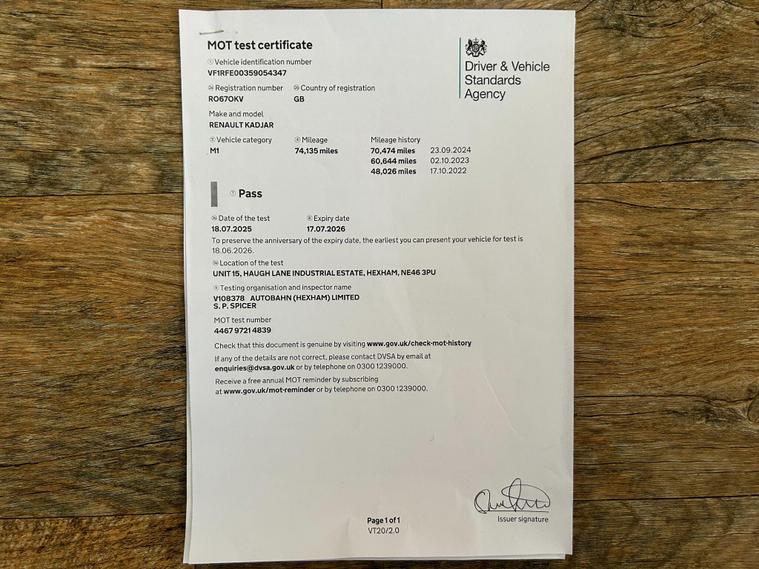 MOT test certificate
Driver & Vehicle
Standards
Agency
Vehicle identification number
VF1RFE00359054347
Registration number Country of registration
RO67OKV GB
Make and model
RENAULT KADJAR
Vehicle category Mileage Mileage history
M1 74,135 miles 70,474 miles 23.09.2024
60,644 miles 02.10.2023
48,026 miles 17.10.2022
Pass
Date of the test Expiry date
18.07.2025 17.07.2026
To preserve the anniversary of the expiry date, the earliest you can present your vehicle for test is
18.06.2026.
Location of the test
UNIT 15, HAUGH LANE INDUSTRIAL ESTATE, HEXHAM, NE46 3PU
Testing organisation and inspector name
V108378 AUTOBAHN (HEXHAM) LIMITED
S. P. SPICER
MOT test number
4467 9721 4839
Check that this document is genuine by visiting www.gov.uk/check-mot-history
If any of the details are not correct, please contact DVSA by email at
enquiries@dvsa.gov.uk or by telephone on 0300 1239000.
Receive a free annual MOT reminder by subscribing
at www.gov.uk/mot-reminder or by telephone on 0300 1239000.
Issuer signature
Page 1 of 1
VT20/2.0